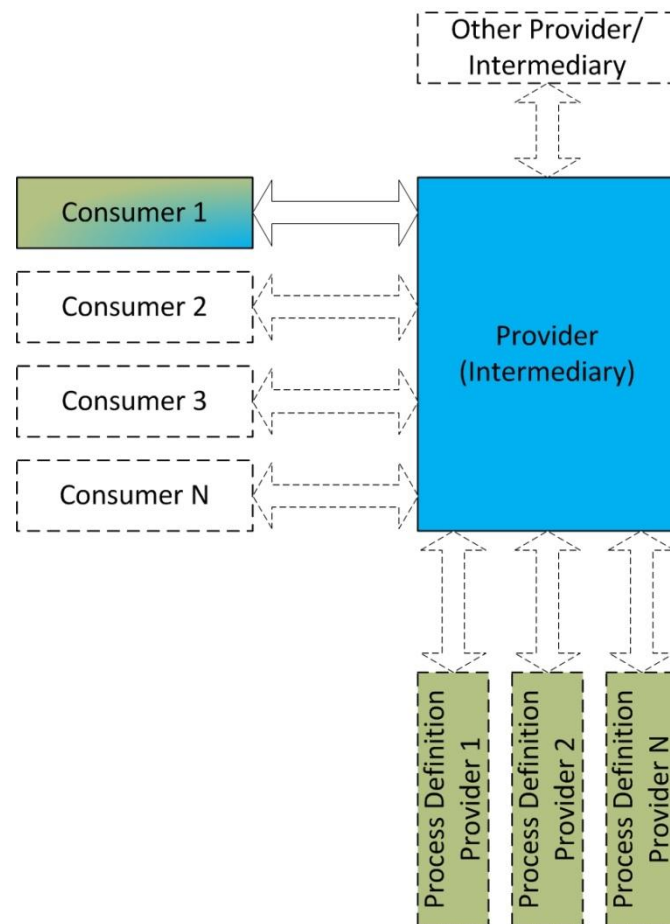 Other Provider/
Intermediary
Consumer 1
Consumer 2
Consumer 3
Consumer N
Provider
(Intermediary)
Process Definition
Provider 1
Process Definition
Provider 2
Process Definition
Provider N